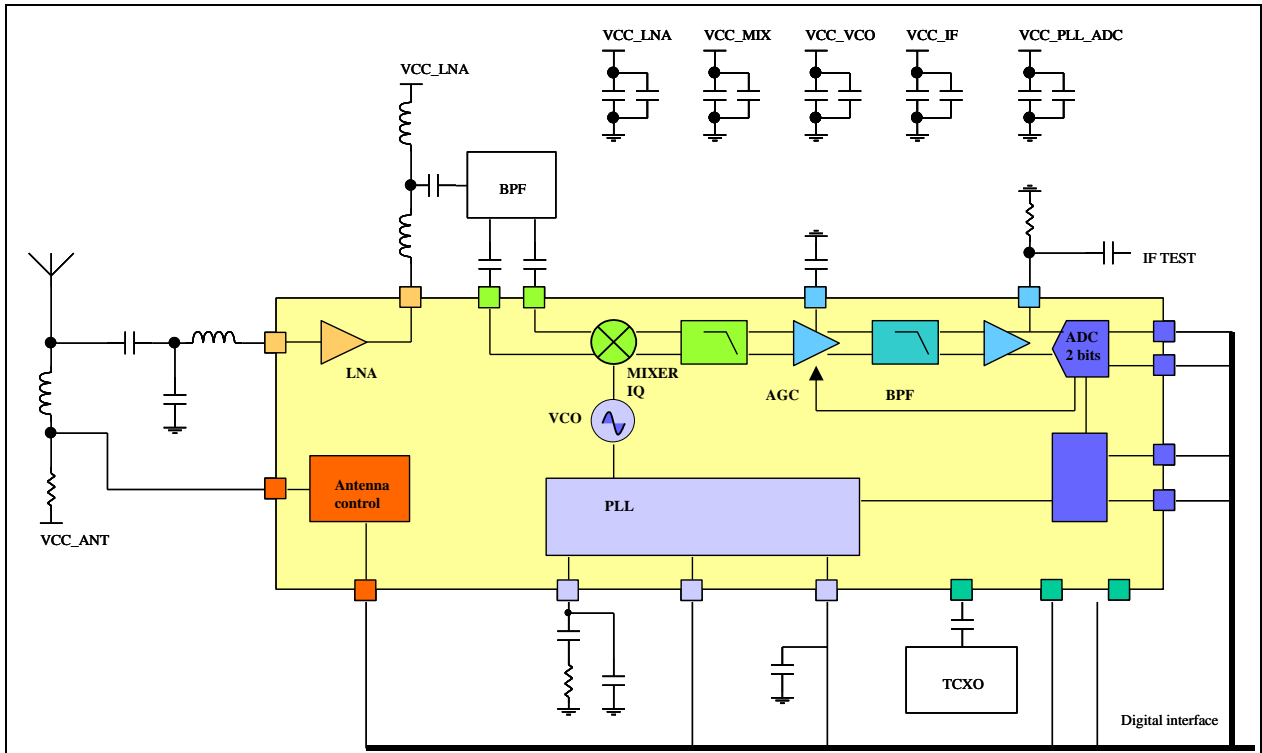 VCC_LNA VCC_MIX VCC_VCO VCC_IF VCC_PLL_ADC
VCC_LNA
BPF
IF TEST
LNA
MIXER
IQ
AGC
BPF
ADC
2 bits
VCO
Antenna
control
PLL
VCC_ANT
TCXO
Digital interface